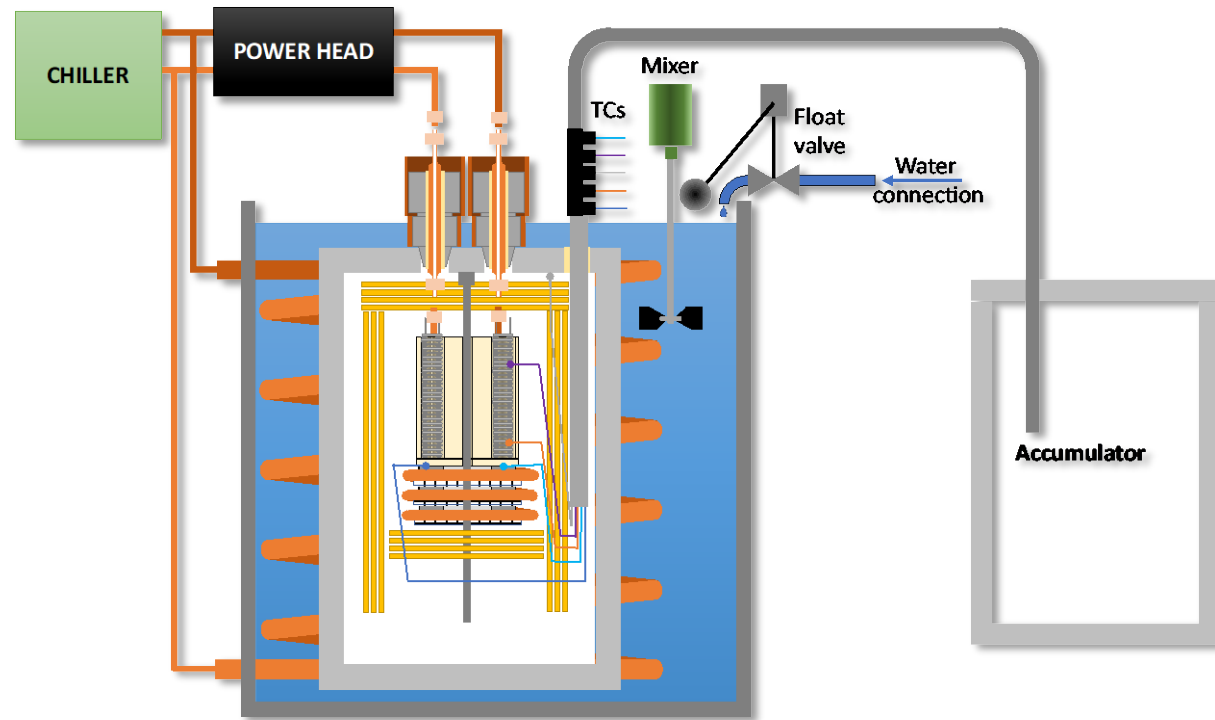 CHILLER
POWER HEAD
Mixer
TCs
Float
valve
Water
connection
Accumulator